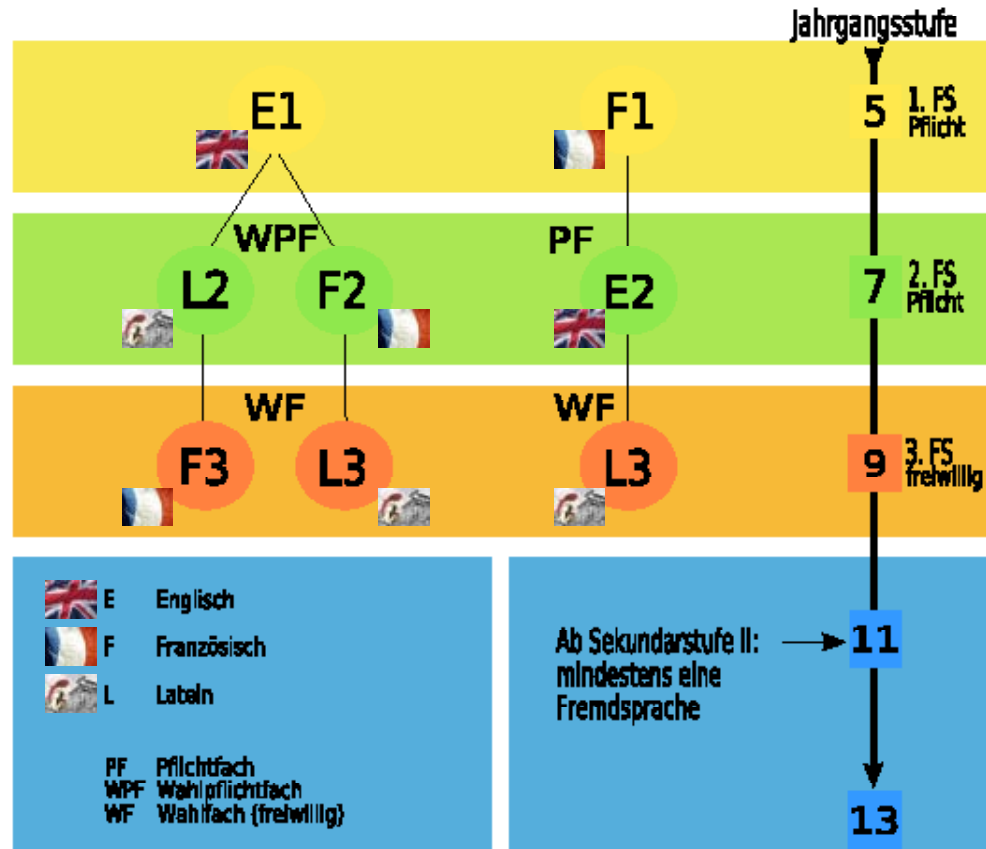 Jahrgangsstufe
E1
F1
5
1. FS
Pflicht
WPF
PF
L2
F2
E2
7
2. FS
Pflicht
WF
WF
F3
L3
L3
9
3. FS
freiwillig
E Englisch
F Französisch
L Latein
PF Pflichtfach
WPF Wahlpflichtfach
WF Wahlfach (freiwillig)
Ab Sekundarstufe II:
mindestens eine
Fremdsprache
11
13